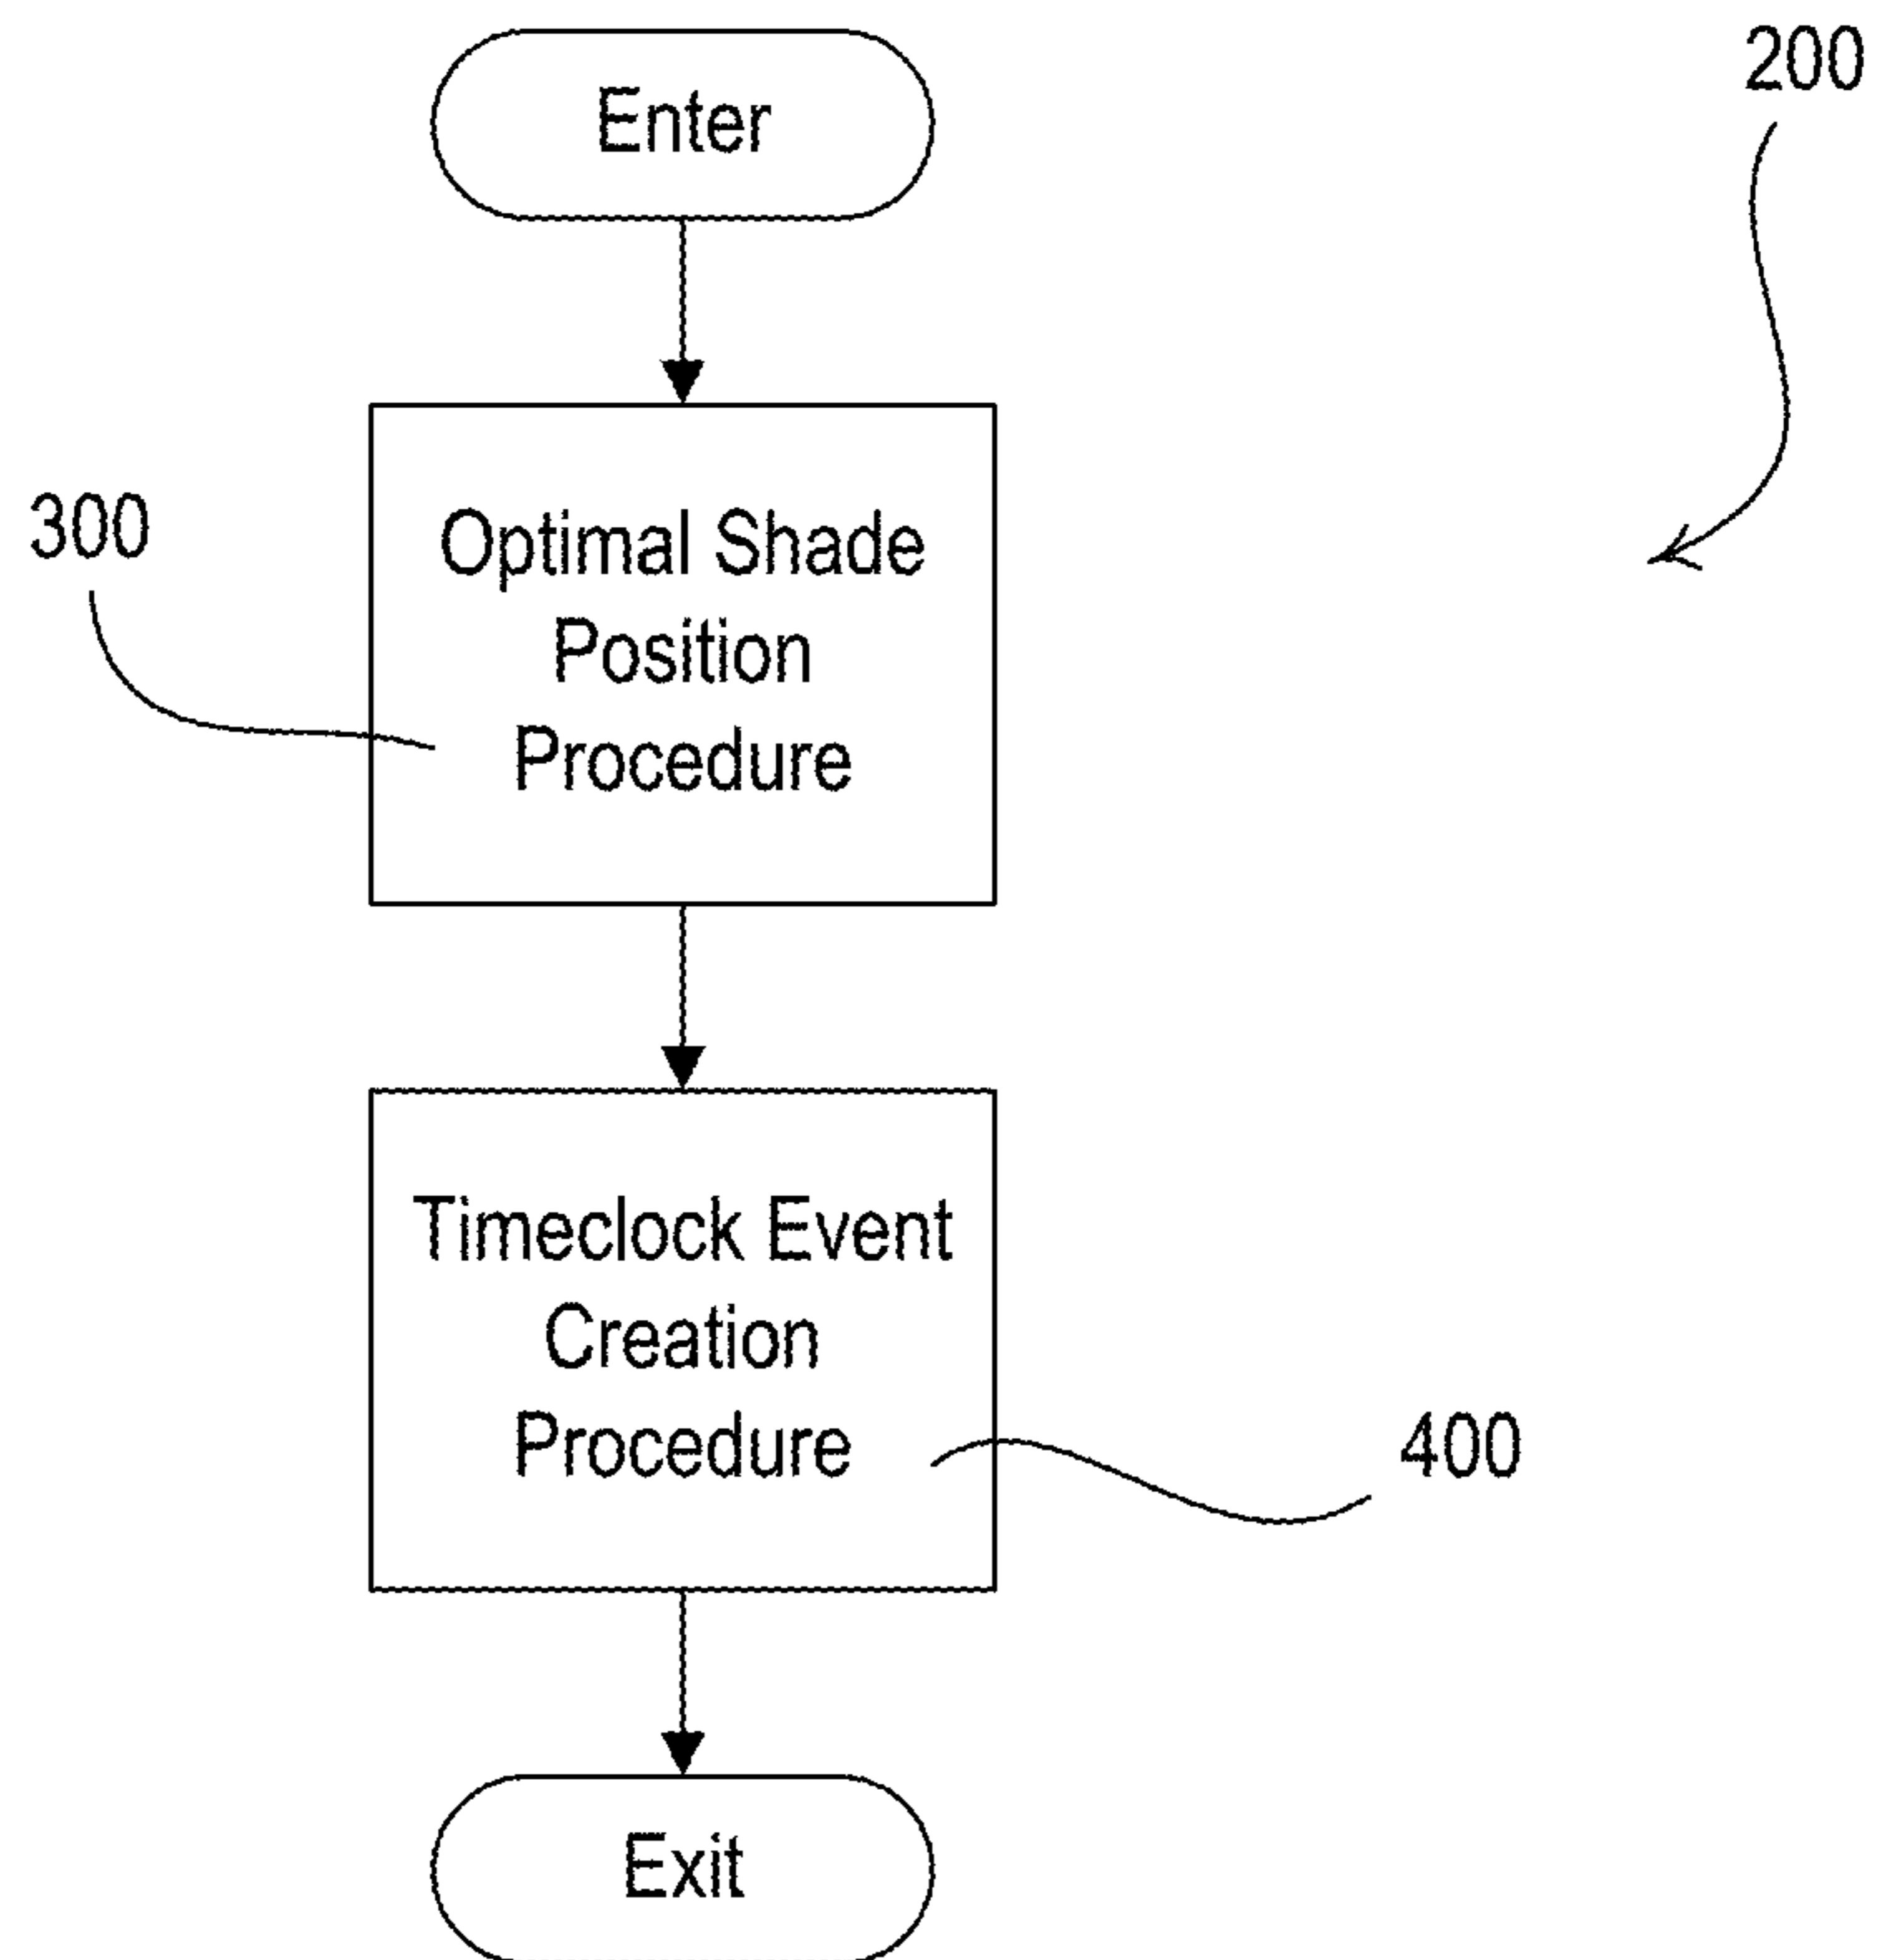 Enter
200
300
Optimal Shade
Position
Procedure
Timeclock Event
Creation
Procedure
400
Exit